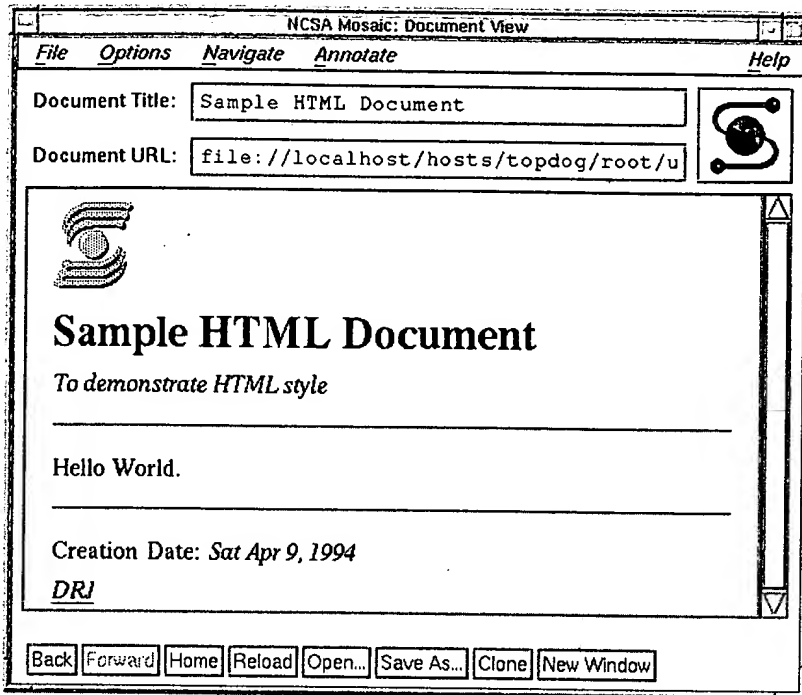 NCSA Mosaic: Document View
File Options Navigate Annotate Help
Document Title: Sample HTML Document
Document URL: file://localhost/hosts/topdog/root/u
Sample HTML Document
To demonstrate HTML style
Hello World.
Creation Date: Sat Apr 9, 1994
DRJ
Back Forward Home Reload Open... Save As... Clone New Window